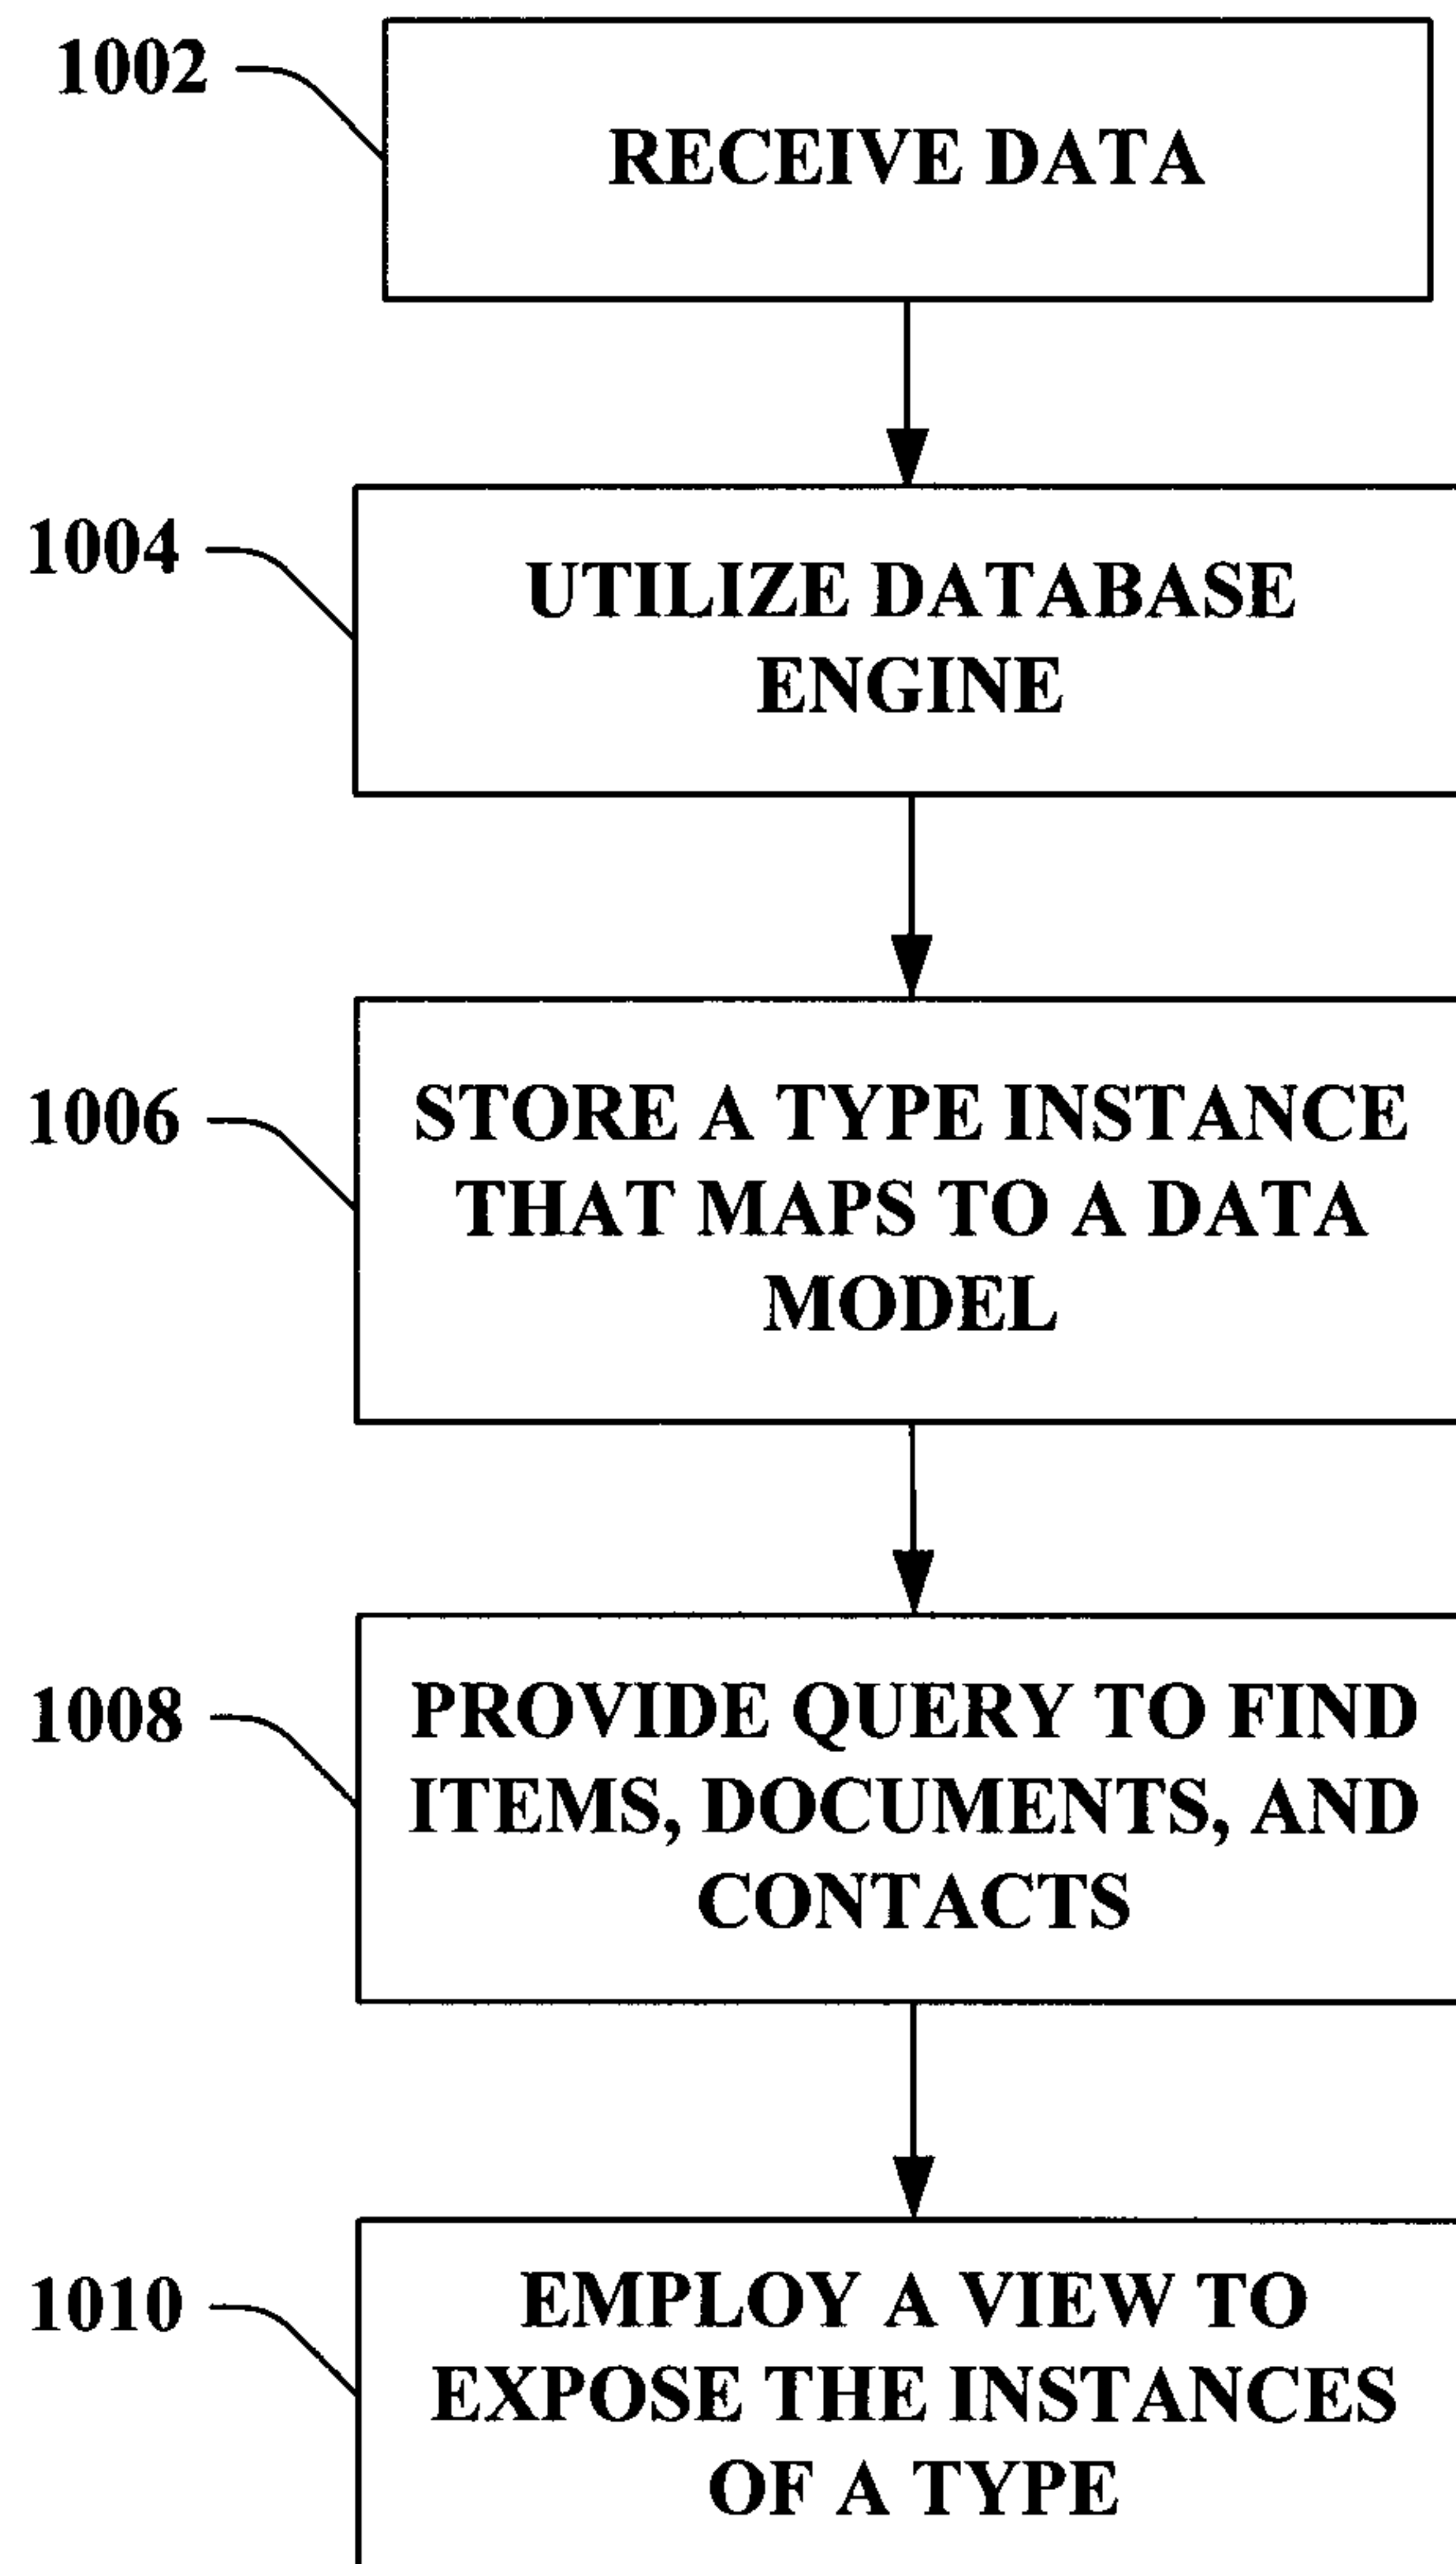 1002
RECEIVE DATA
1004
UTILIZE DATABASE
ENGINE
1006
STORE A TYPE INSTANCE
THAT MAPS TO A DATA
MODEL
1008
PROVIDE QUERY TO FIND
ITEMS, DOCUMENTS, AND
CONTACTS
1010
EMPLOY A VIEW TO
EXPOSE THE INSTANCES
OF A TYPE